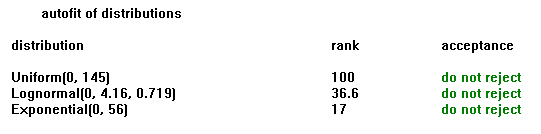 autofit of distributions
distribution rank acceptance
Uniform(0, 145) 100 do not reject
Lognormal(0, 4.16, 0.719) 36.6 do not reject
Exponential(0, 56) 17 do not reject